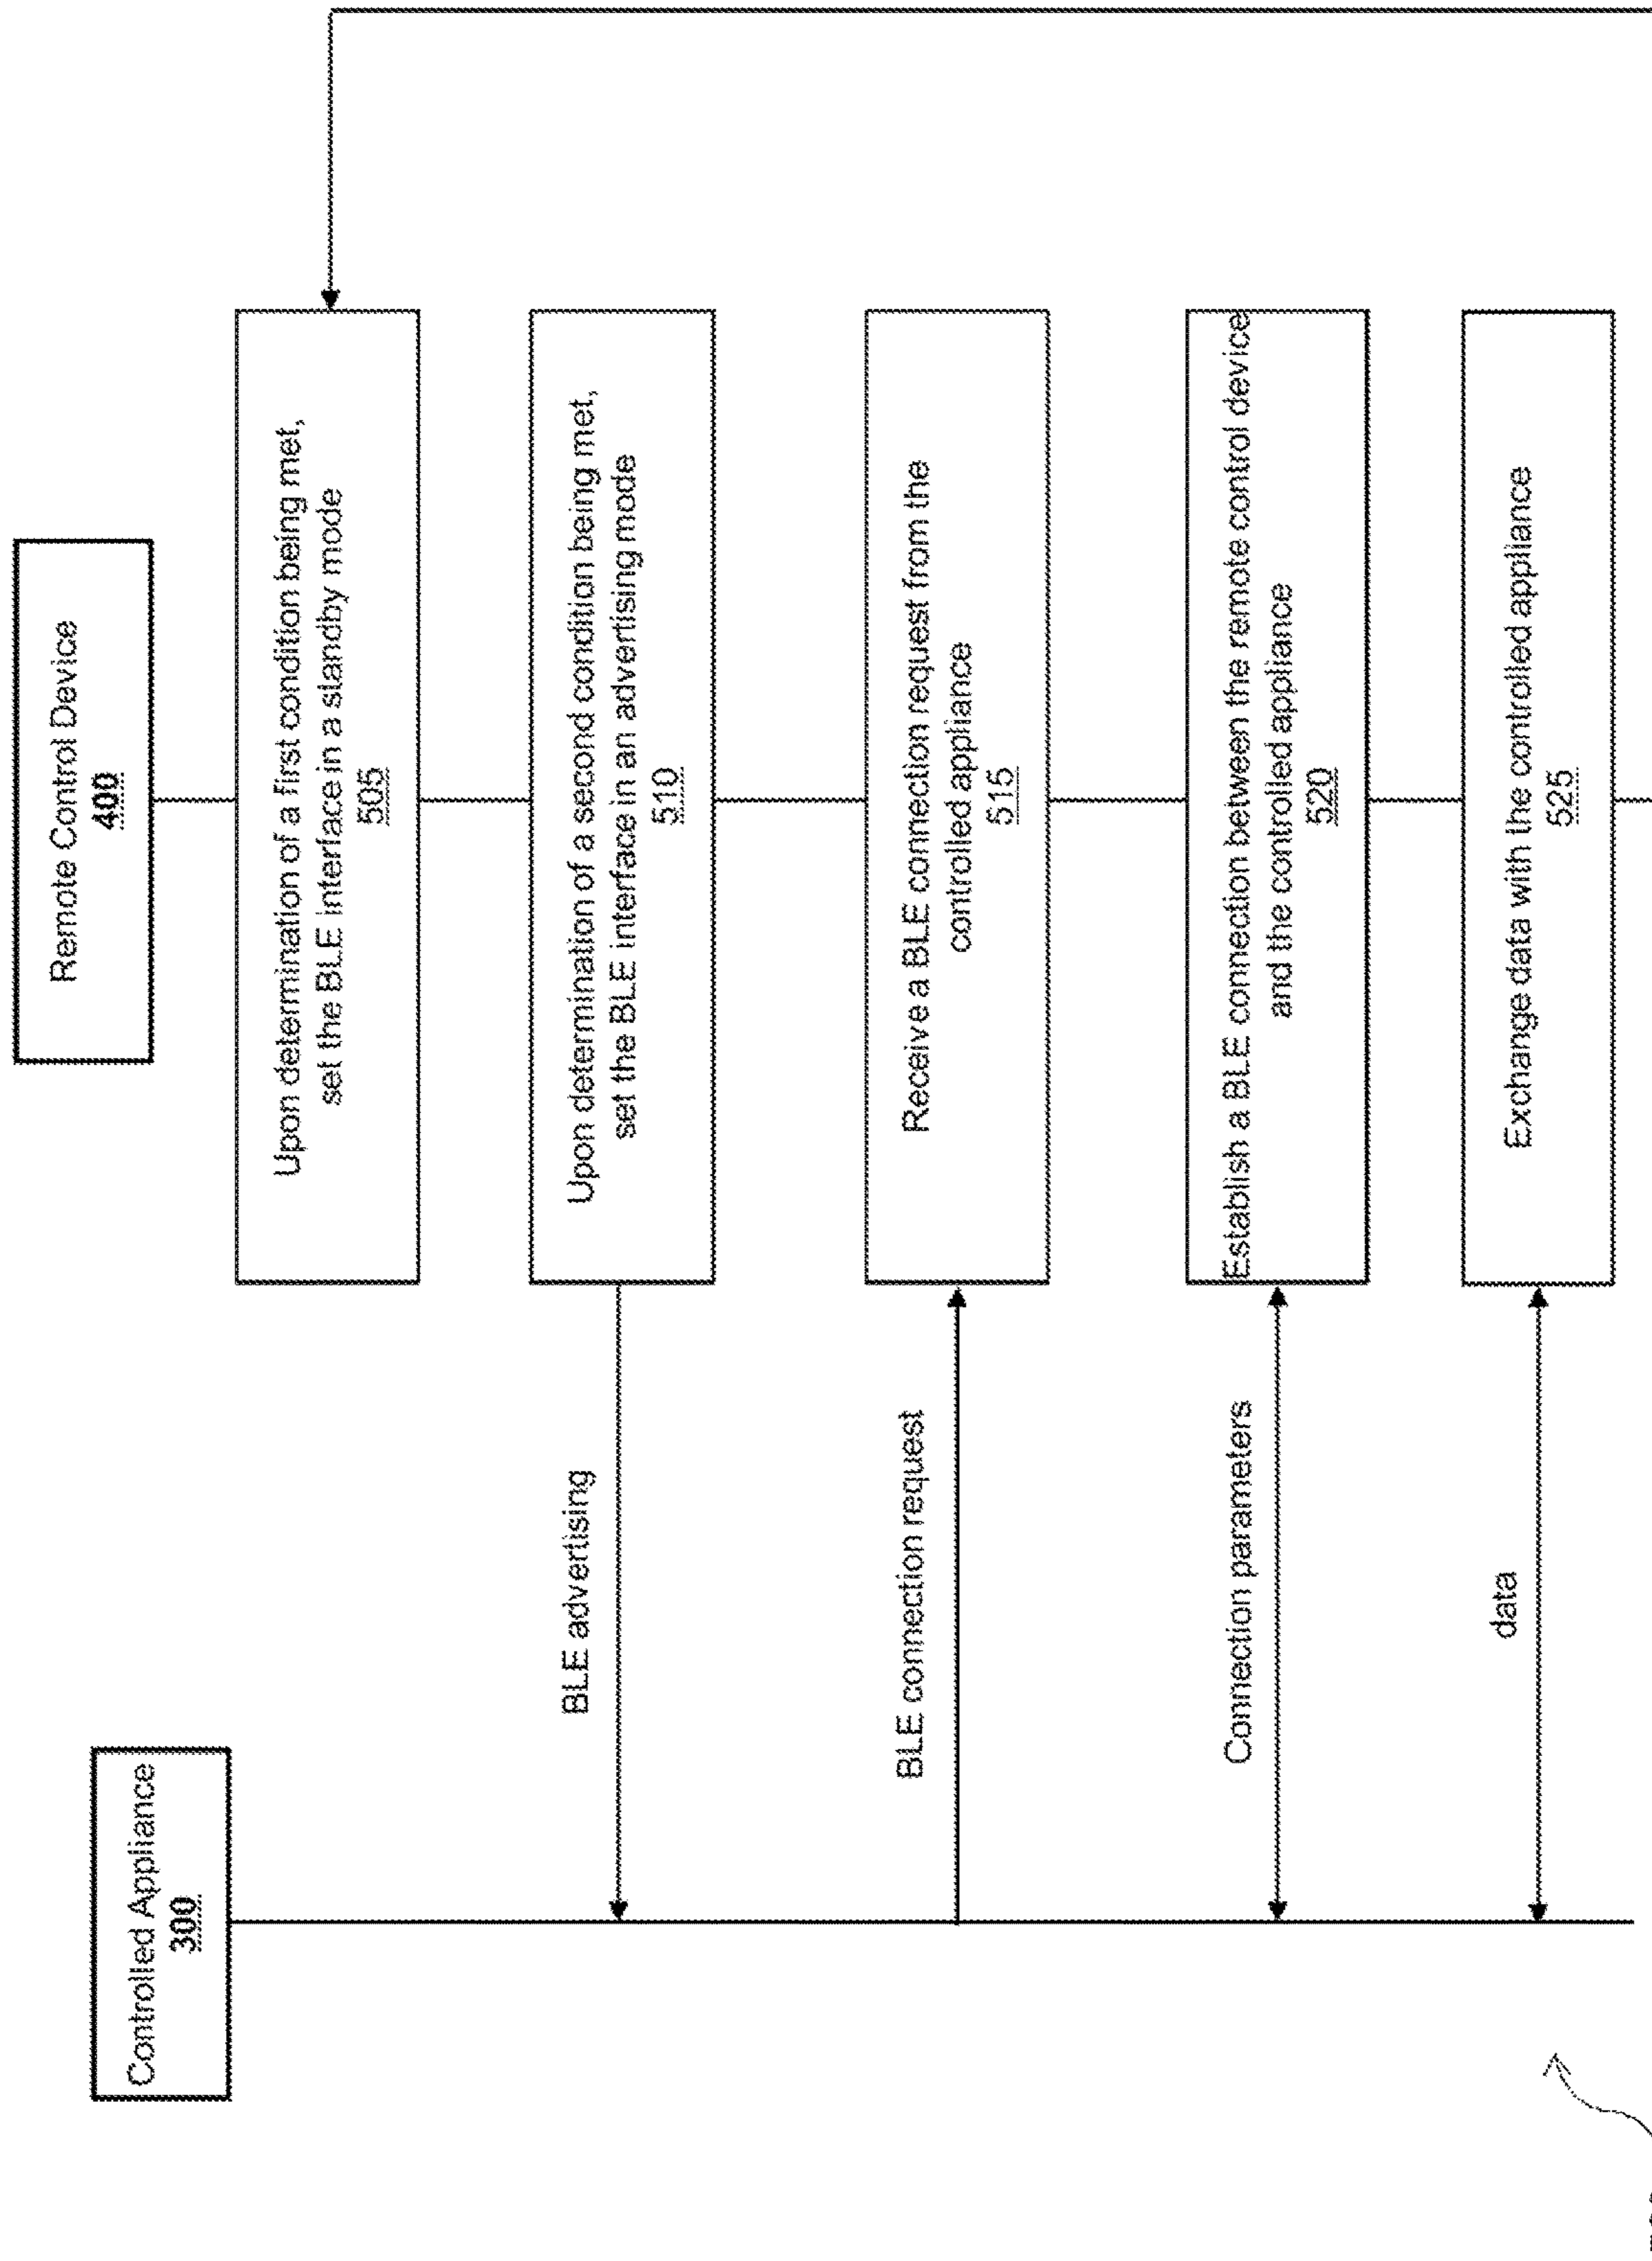 Controlled Appliance
300
Remote Control Device
400
Upon determination of a first condition being met,
set the BLE interface in a standby mode
505
Upon determination of a second condition being met,
set the BLE interface in an advertising mode
510
BLE advertising
Receive a BLE connection request from the
controlled appliance
515
BLE connection request
Establish a BLE connection between the remote control device
and the controlled appliance
520
Connection parameters
Exchange data with the controlled appliance
525
data